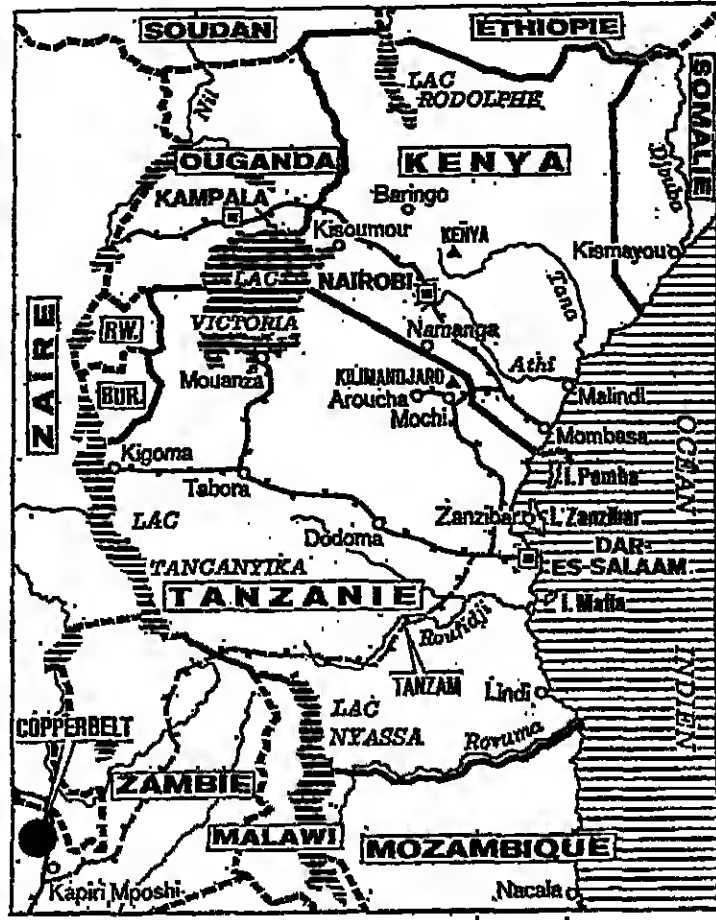 SOUDAN
ÉTHIOPIE
SOMALIE
LAC
RODOLPHE
Nil
OUGANDA
KENYA
Djouba
KAMPALA
Baringo
Kisoumou
KENYA
Kismayou
LAC
VICTORIA
NAIROBI
Tana
ZAIRE
RW.
Namanga
Athi
BUR.
Mouanza
KILIMANDJARO
Aroucha
Mochi
Malindi
Mombasa
OCÉAN
INDIEN
Kigoma
Tabora
I. Pemba
LAC
TANGANYIKA
Dodoma
Zanzibar
I. Zanzibar
DAR-
ES-SALAAM
TANZANIE
I. Mafia
Roufidji
TANZAM
Lindi
COPPERBELT
LAC
NYASSA
Rovuma
ZAMBIE
MALAWI
MOZAMBIQUE
Kapiri Mposhi
Nacala